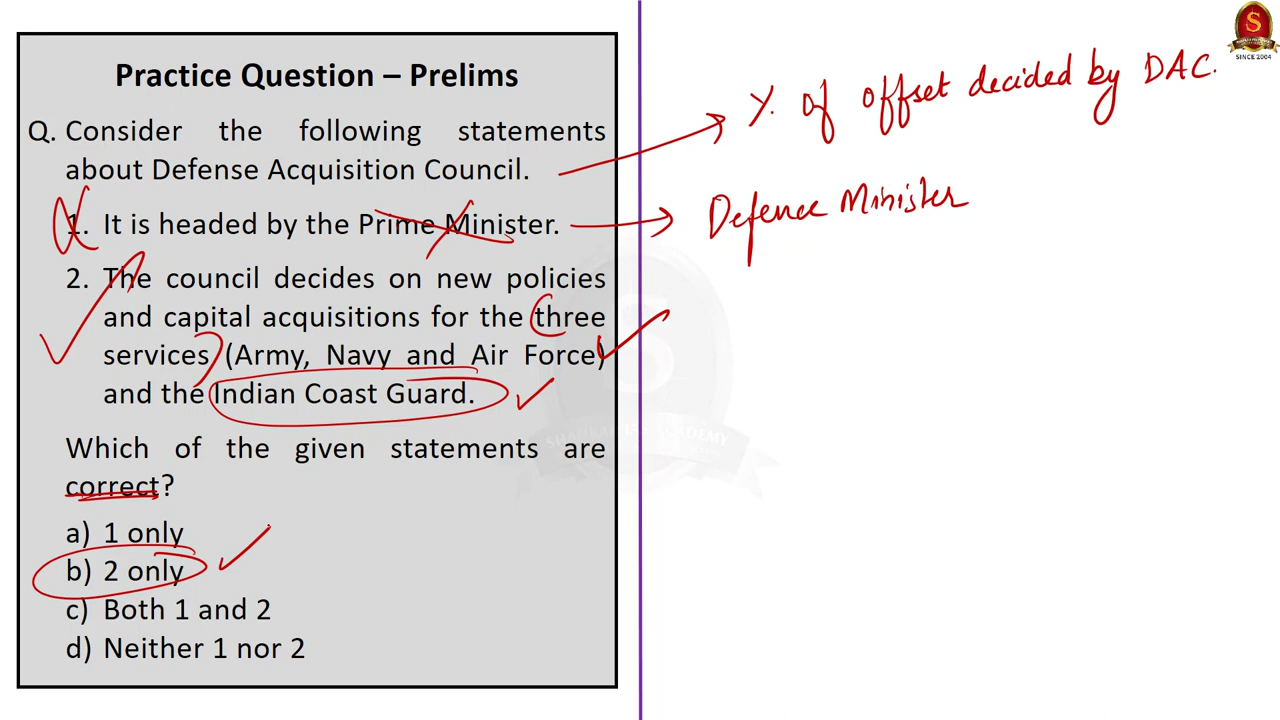 Practice Question – Prelims
Q. Consider the following statements
about Defense Acquisition Council.
1. It is headed by the Prime Minister.
2. The council decides on new policies
and capital acquisitions for the three
services (Army, Navy and Air Force)
and the Indian Coast Guard.
Which of the given statements are
correct?
a) 1 only
b) 2 only
c) Both 1 and 2
d) Neither 1 nor 2
% of offset decided by DAC.
Defence Minister
S
SINCE 2004